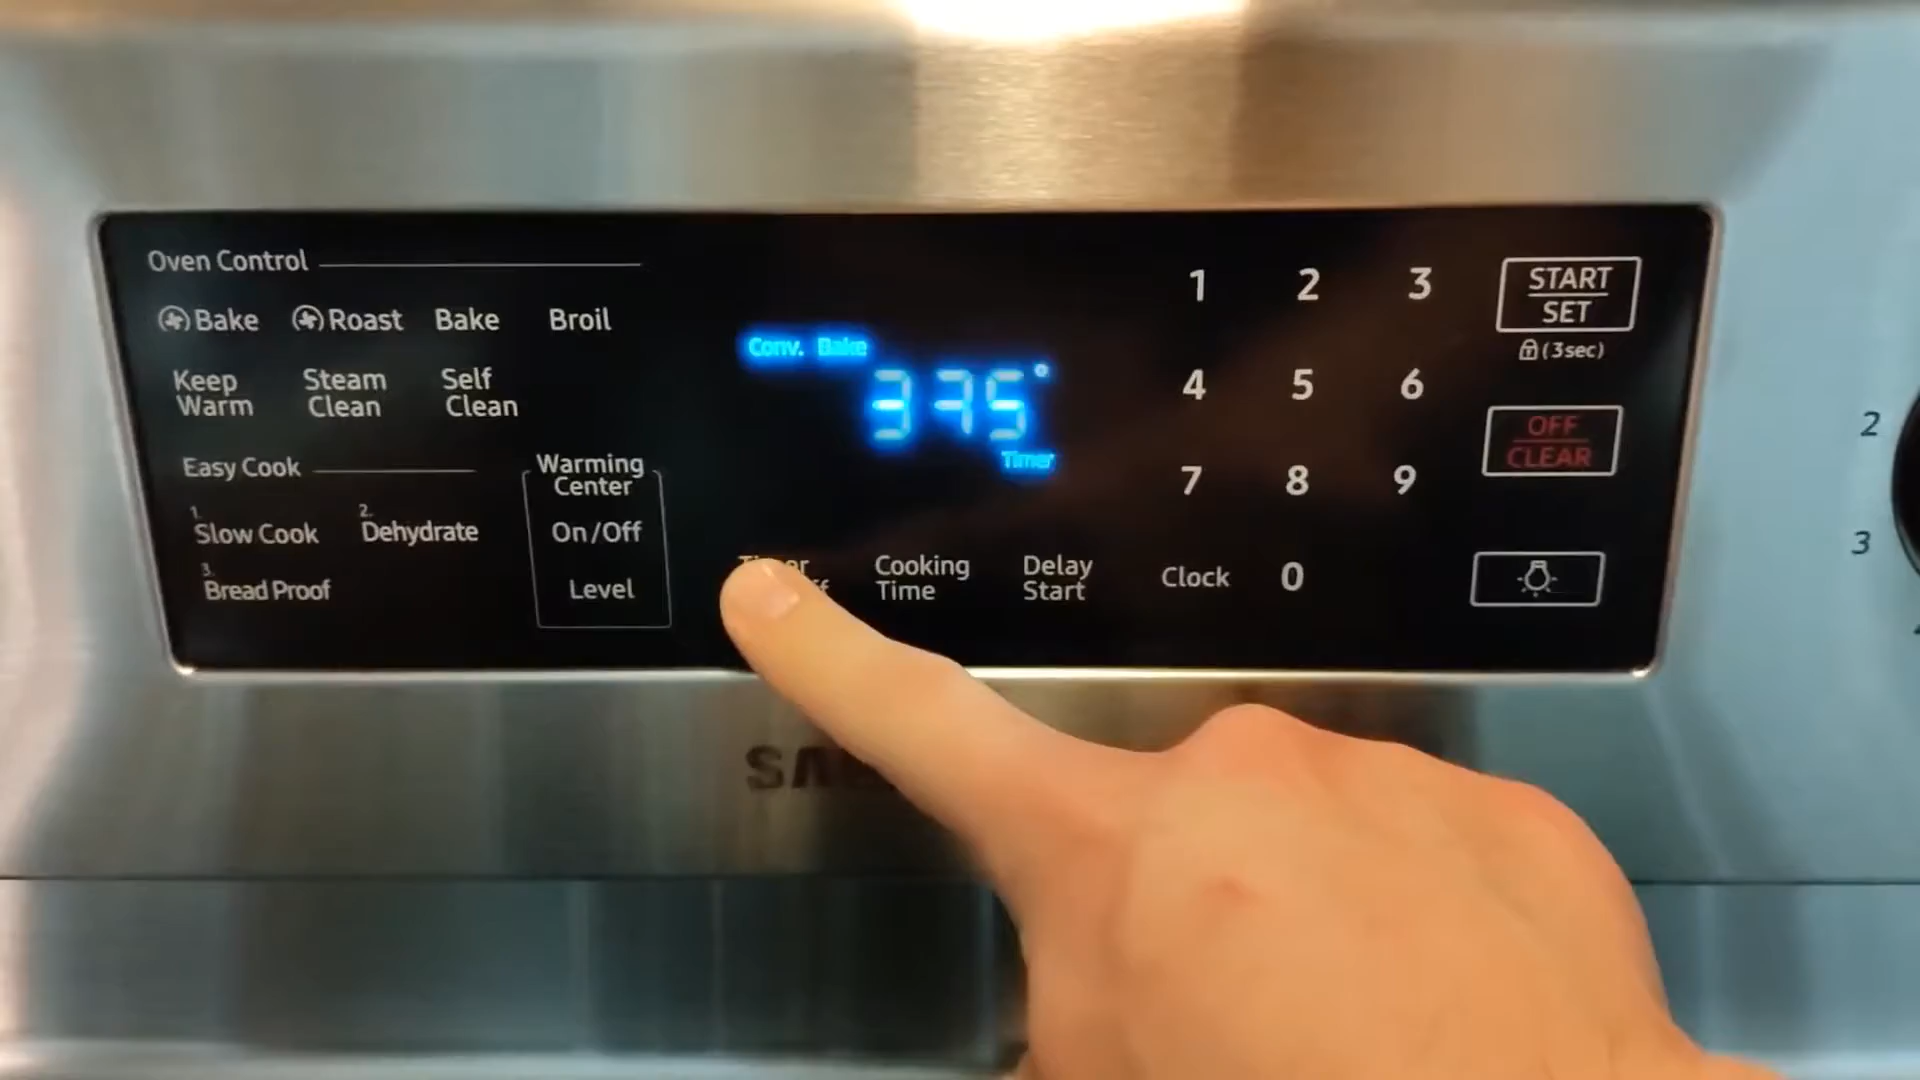 Oven Control
Bake Roast Bake Broil
Keep Warm
Steam Clean
Self Clean
Easy Cook
1. Slow Cook
2. Dehydrate
3. Bread Proof
Warming Center
On/Off
Level
Conv. Bake
375°
Timer
Cooking Time
Delay Start
Clock
1 2 3
4 5 6
7 8 9
0
START
SET
(3sec)
OFF
CLEAR
2
3